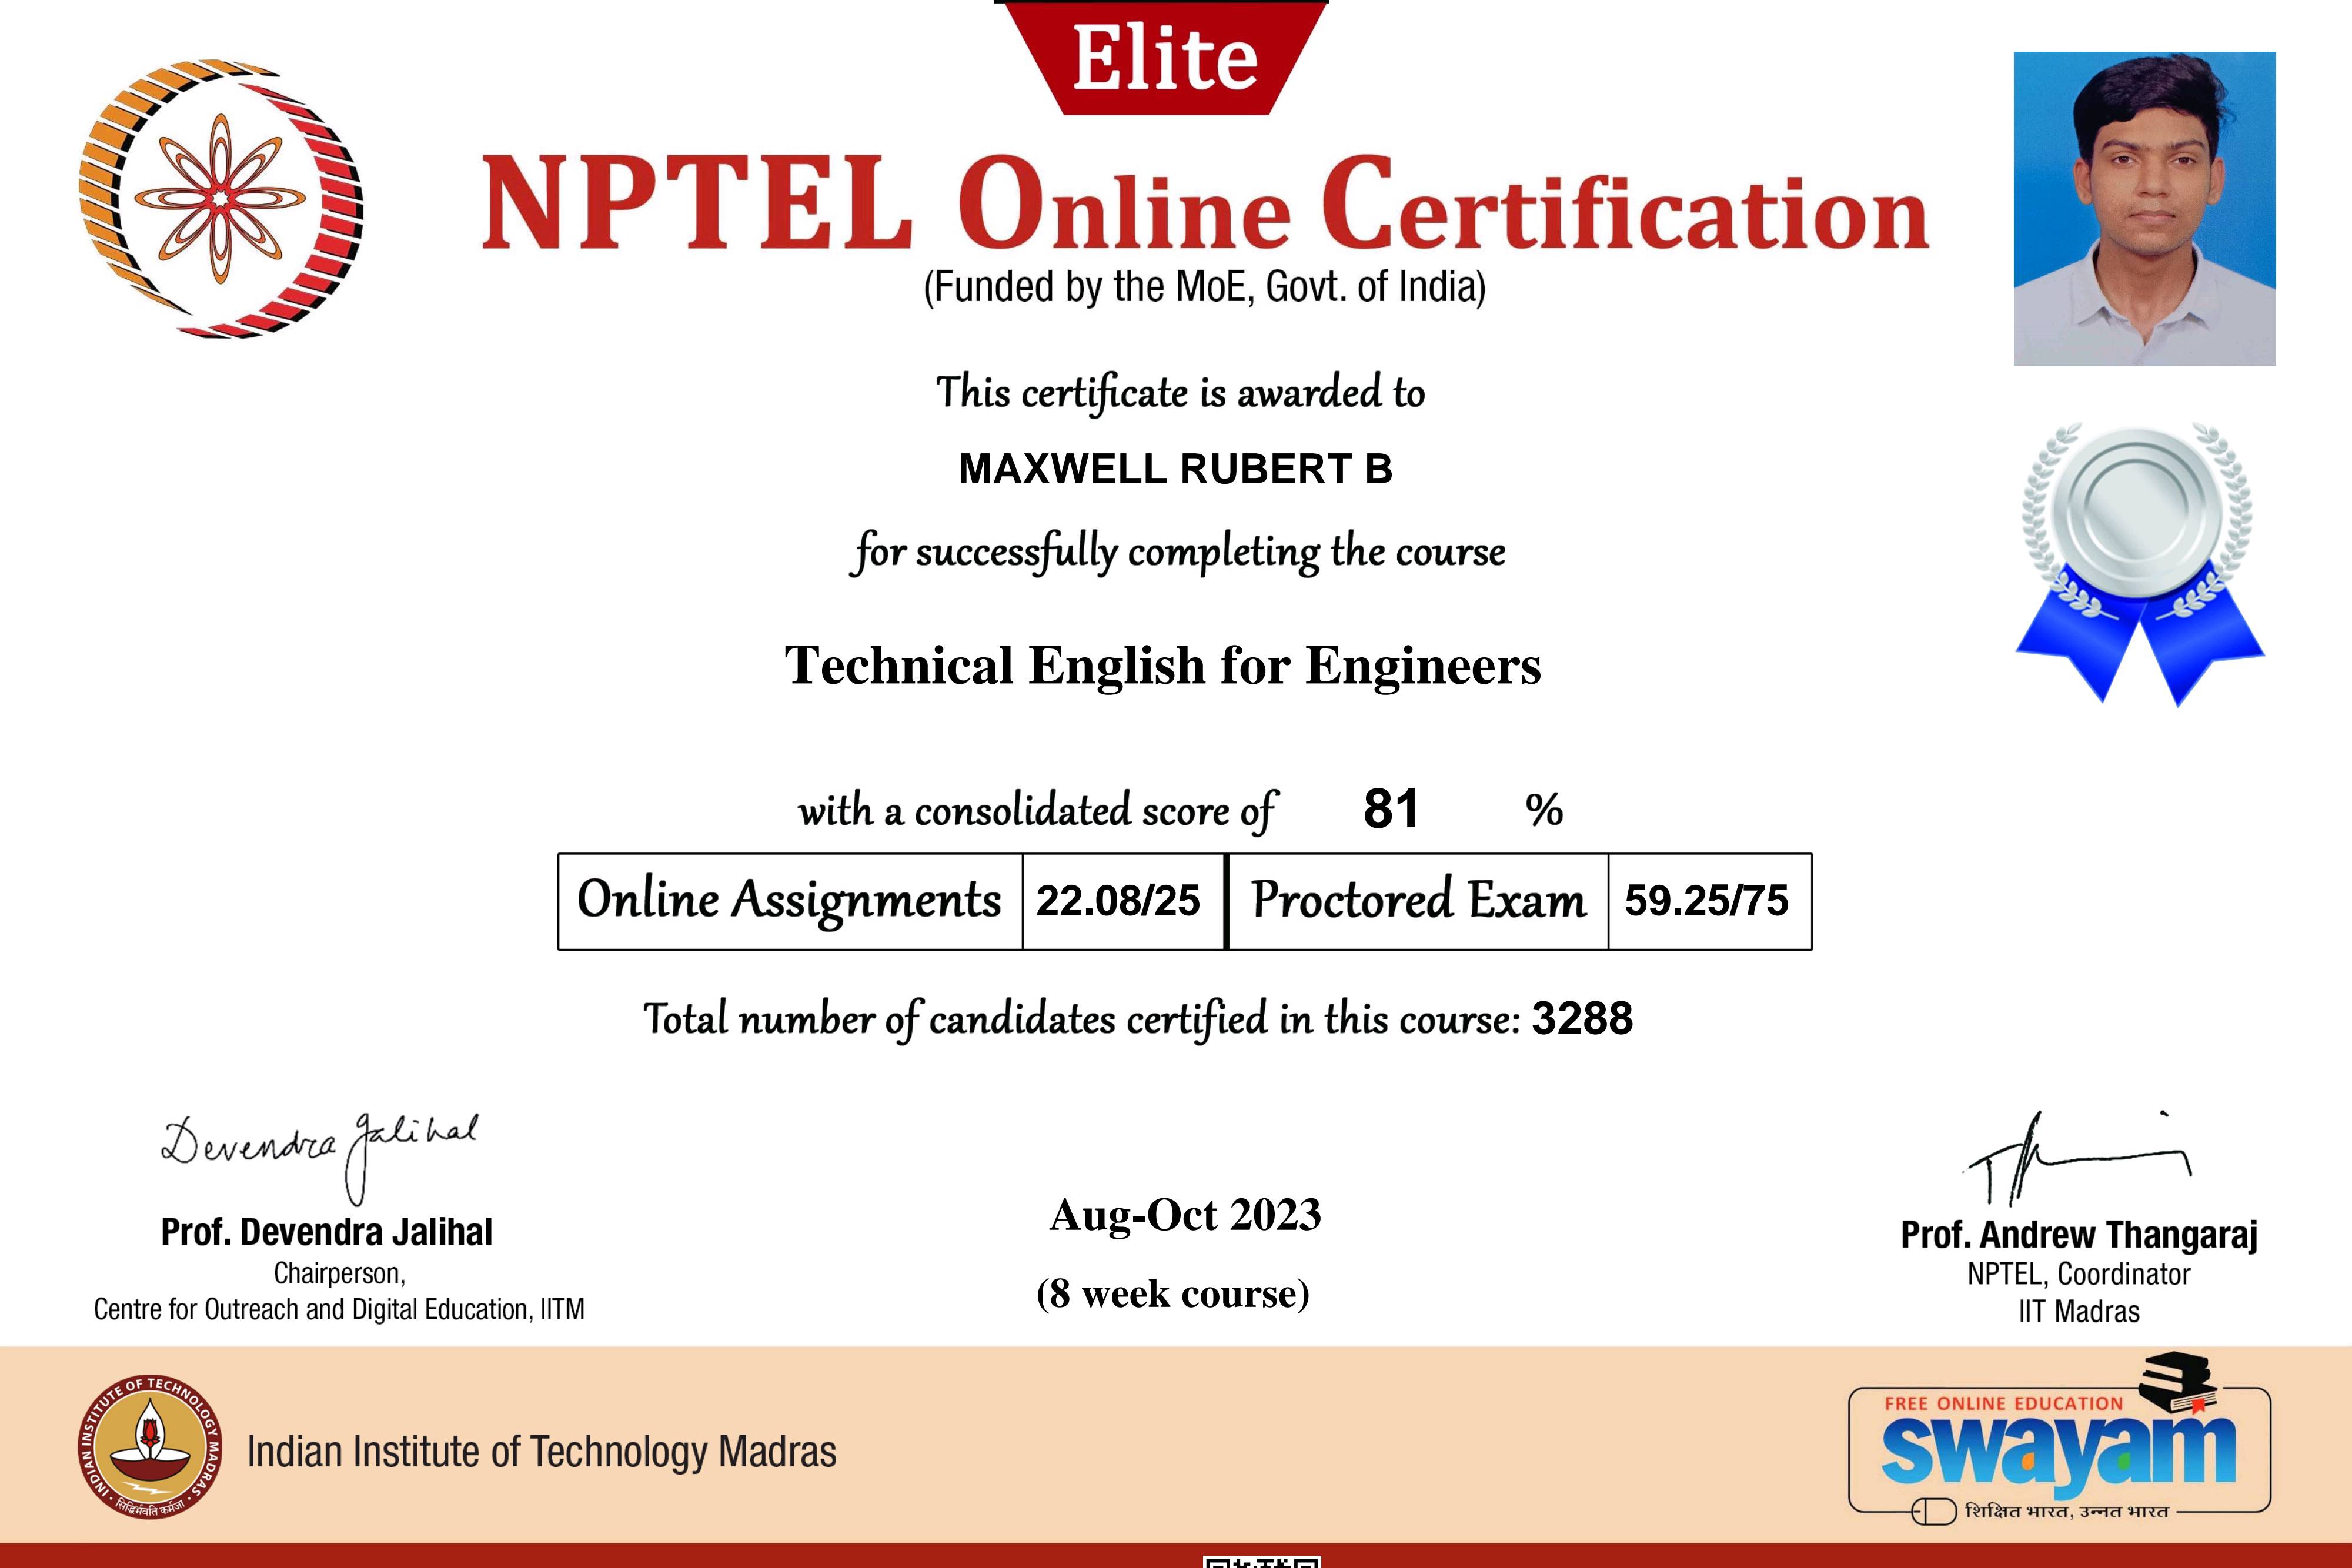 Elite
NPTEL Online Certification
(Funded by the MoE, Govt. of India)
This certificate is awarded to
MAXWELL RUBERT B
for successfully completing the course
Technical English for Engineers
with a consolidated score of 81 %
Online Assignments 22.08/25 Proctored Exam 59.25/75
Total number of candidates certified in this course: 3288
Devendra Jalihal
Prof. Devendra Jalihal
Chairperson,
Centre for Outreach and Digital Education, IITM
Aug-Oct 2023
(8 week course)
Prof. Andrew Thangaraj
NPTEL, Coordinator
IIT Madras
INDIAN INSTITUTE OF TECHNOLOGY MADRAS
सिद्धिर्भवति कर्मजा
Indian Institute of Technology Madras
FREE ONLINE EDUCATION
swayam
शिक्षित भारत, उन्नत भारत